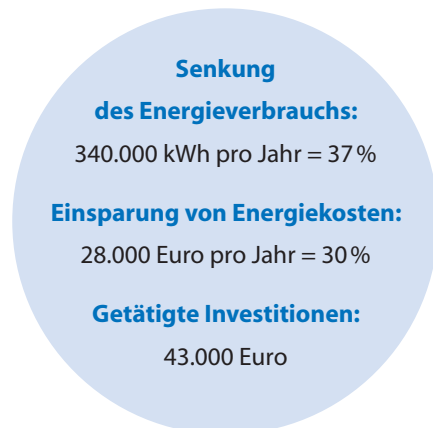 Senkung
des Energieverbrauchs:
340.000 kWh pro Jahr = 37 %
Einsparung von Energiekosten:
28.000 Euro pro Jahr = 30 %
Getätigte Investitionen:
43.000 Euro